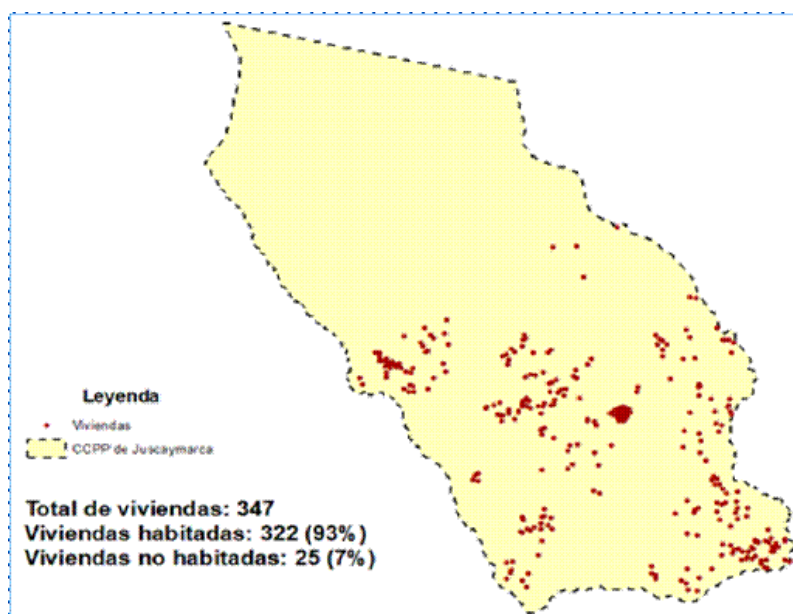 Leyenda
Viviendas
CCPP de Juscaymarca
Total de viviendas: 347
Viviendas habitadas: 322 (93%)
Viviendas no habitadas: 25 (7%)